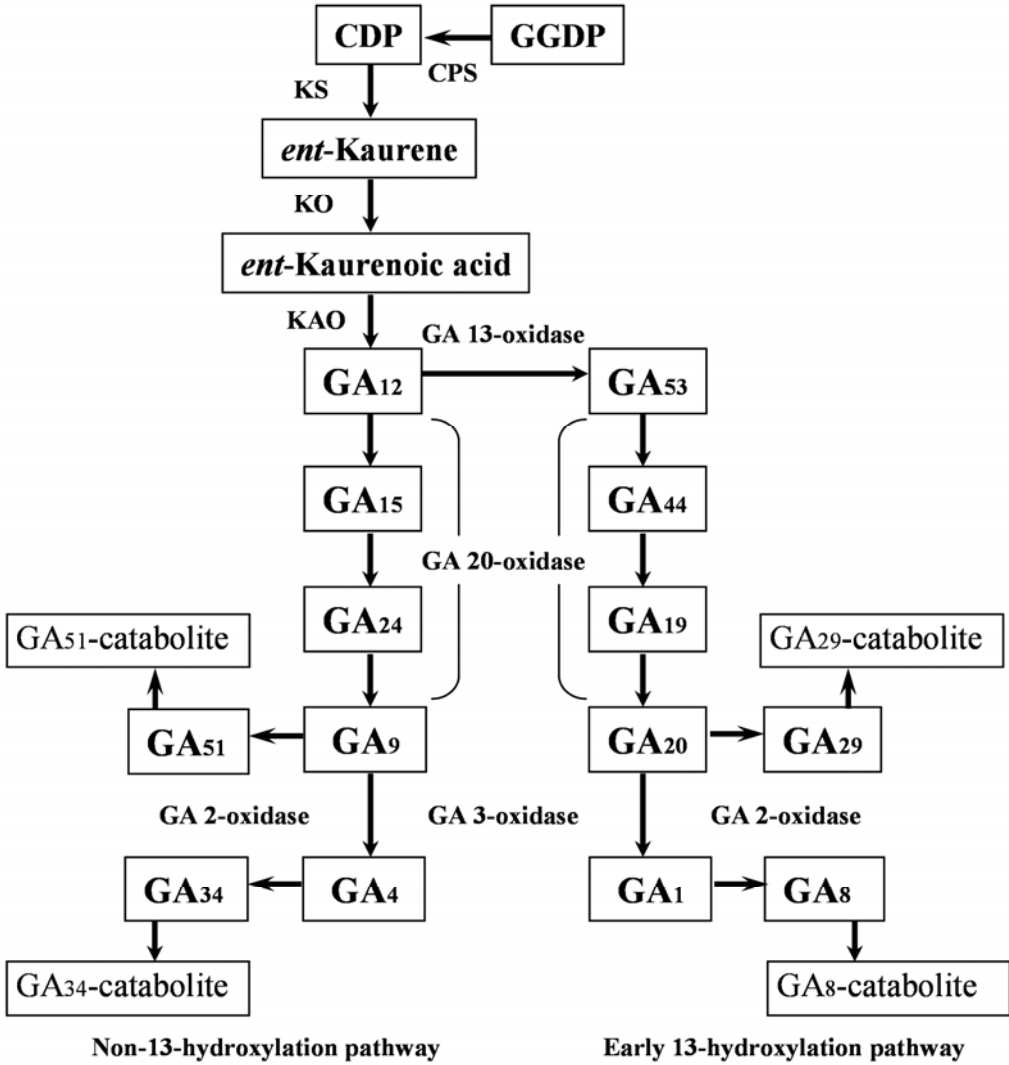 CDP
GGDP
CPS
KS
ent-Kaurene
KO
ent-Kaurenoic acid
KAO
GA 13-oxidase
GA12
GA53
GA15
GA44
GA 20-oxidase
GA24
GA19
GA51-catabolite
GA29-catabolite
GA51
GA9
GA20
GA29
GA 2-oxidase
GA 3-oxidase
GA 2-oxidase
GA34
GA4
GA1
GA8
GA34-catabolite
GA8-catabolite
Non-13-hydroxylation pathway
Early 13-hydroxylation pathway